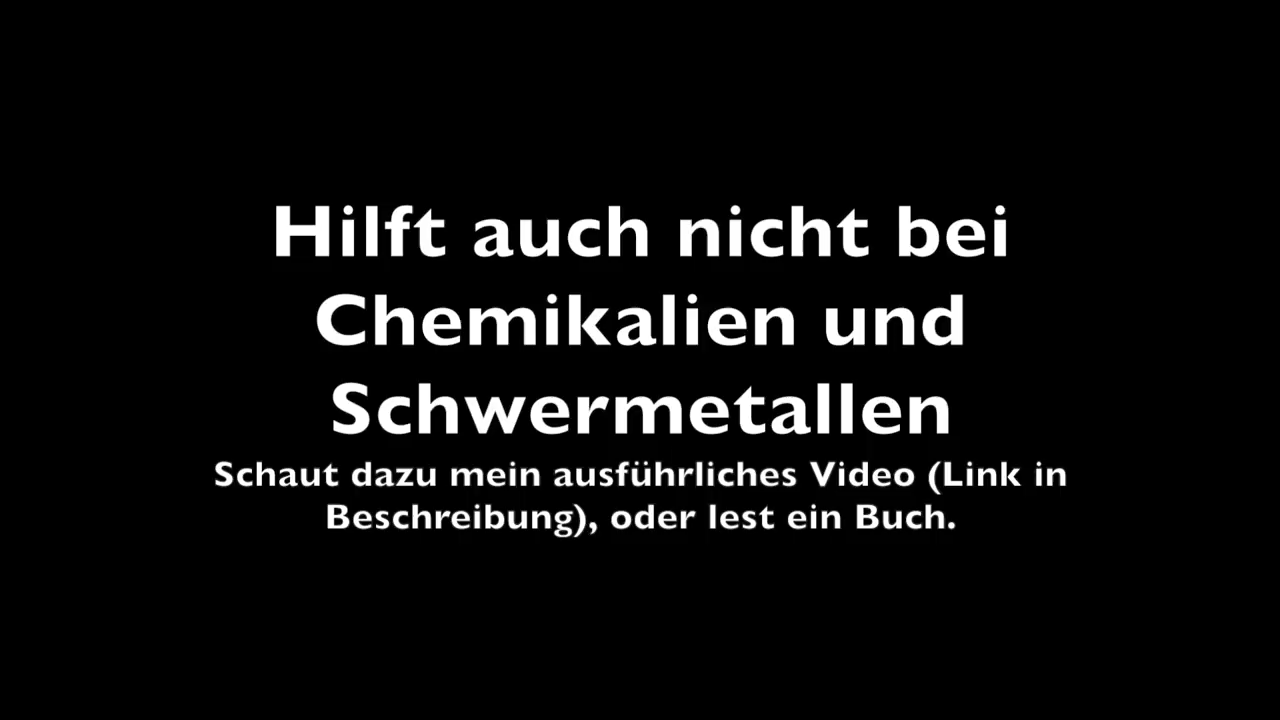 Hilft auch nicht bei
Chemikalien und
Schwermetallen
Schaut dazu mein ausführliches Video (Link in
Beschreibung), oder lest ein Buch.